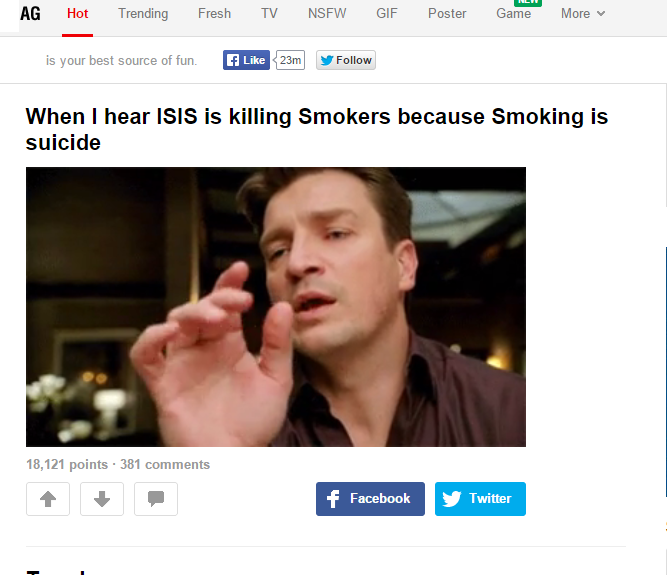 AG Hot Trending Fresh TV NSFW GIF Poster Game NEW More
is your best source of fun. Like 23m Follow
When I hear ISIS is killing Smokers because Smoking is
suicide
18,121 points · 381 comments
Facebook Twitter